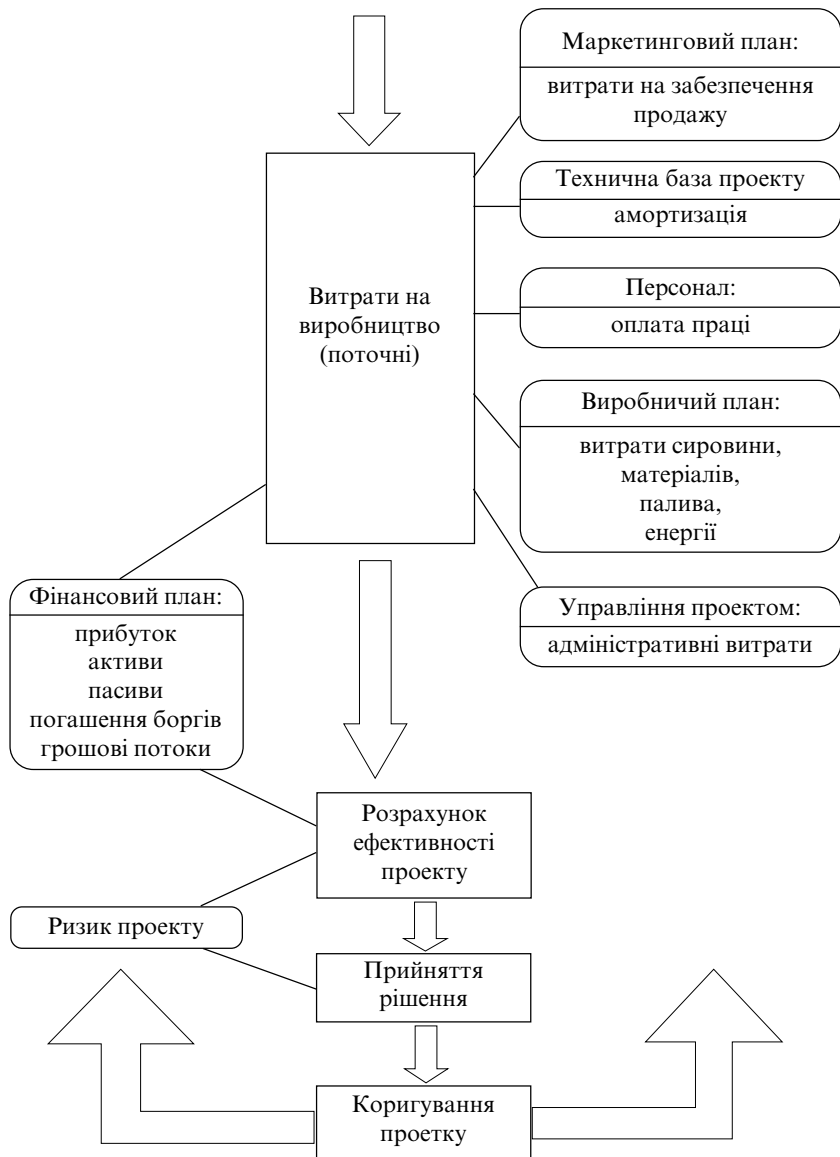 Маркетинговий план:
витрати на забезпечення
продажу
Технична база проекту
амортизація
Персонал:
оплата праці
Витрати на
виробництво
(поточні)
Виробничий план:
витрати сировини,
матеріалів,
палива,
енергії
Управління проектом:
адміністративні витрати
Фінансовий план:
прибуток
активи
пасиви
погашення боргів
грошові потоки
Розрахунок
ефективності
проекту
Ризик проекту
Прийняття
рішення
Коригування
проетку